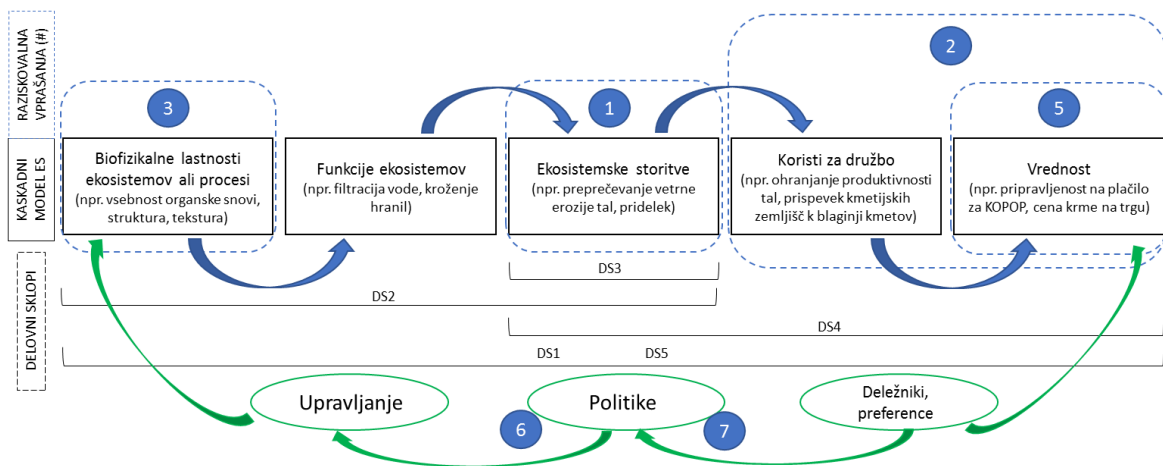 RAZISKOVALNA
VPRAŠANJA (#)
3
1
2
5
KASKADNI
MODEL ES
Biofizikalne lastnosti
ekosistemov ali procesi
(npr. vsebnost organske snovi,
struktura, tekstura)
Funkcije ekosistemov
(npr. filtracija vode, kroženje
hranil)
Ekosistemske storitve
(npr. preprečevanje vetrne
erozije tal, pridelek)
Koristi za družbo
(npr. ohranjanje produktivnosti
tal, prispevek kmetijskih
zemljišč k blaginji kmetov)
Vrednost
(npr. pripravljenost na plačilo
za KOPOP, cena krme na trgu)
DELOVNI SKLOPI
DS3
DS2
DS4
DS1 DS5
Upravljanje
Politike
Deležniki,
preference
6
7